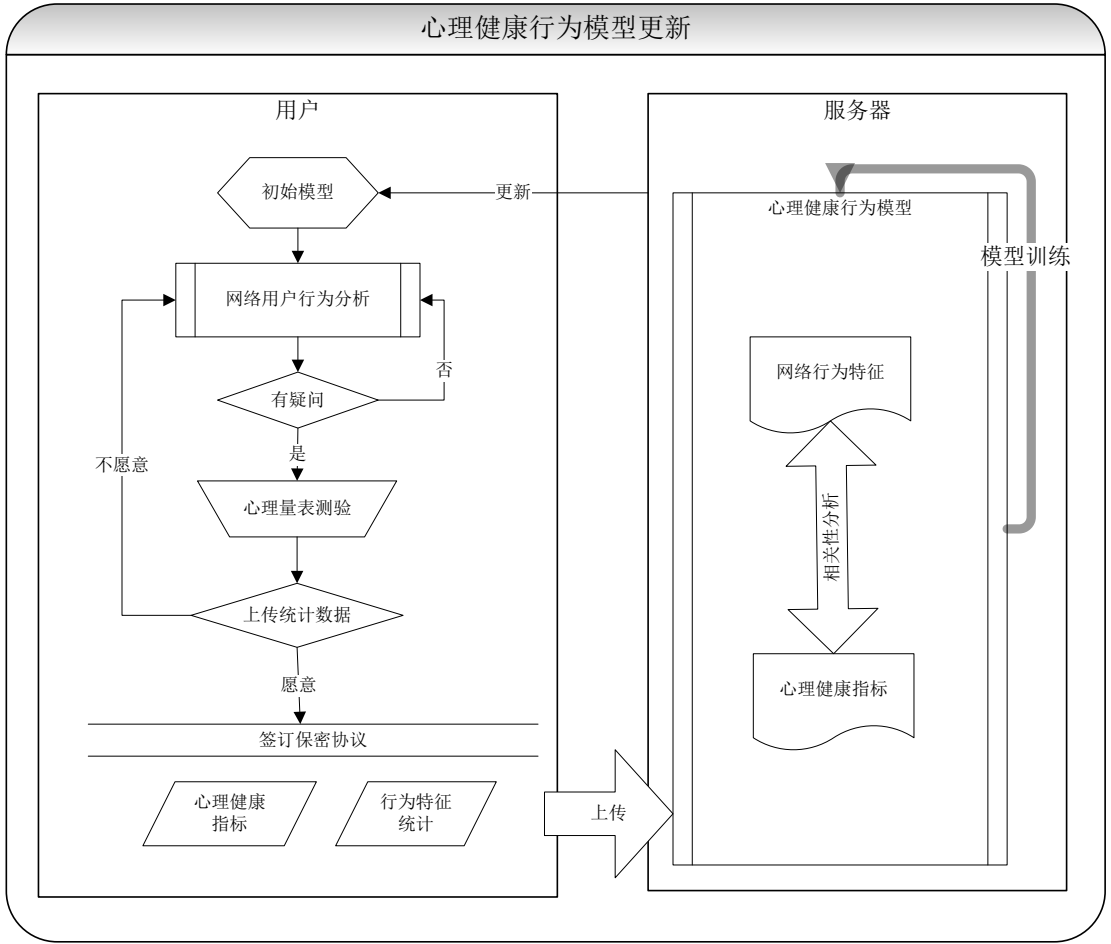 心理健康行为模型更新
用户
初始模型
更新
网络用户行为分析
否
有疑问
是
不愿意
心理量表测验
上传统计数据
愿意
签订保密协议
心理健康
指标
行为特征
统计
上传
服务器
心理健康行为模型
模型训练
网络行为特征
相关性分析
心理健康指标